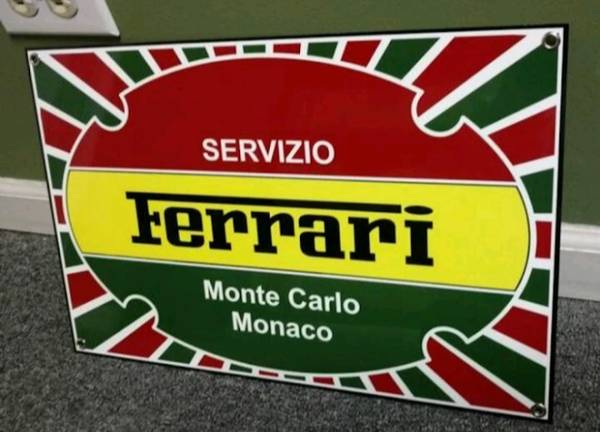 SERVIZIO
Ferrari
Monte Carlo
Monaco